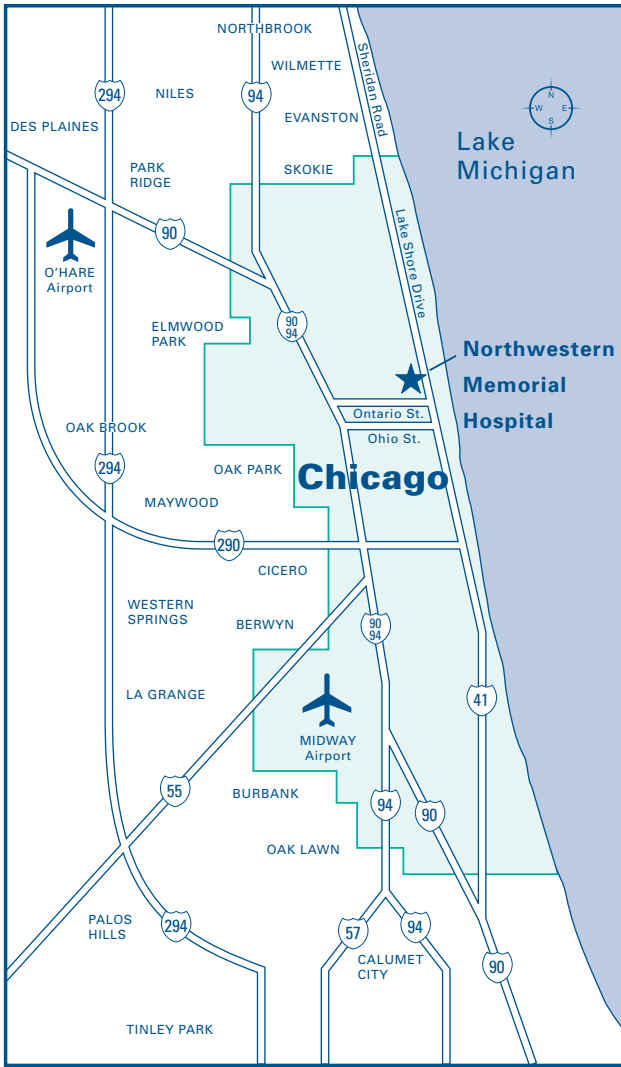 NORTHBROOK
WILMETTE
Sheridan Road
294
NILES
94
EVANSTON
DES PLAINES
N
W E
S
Lake
Michigan
PARK
RIDGE
SKOKIE
90
Lake Shore Drive
O'HARE
Airport
ELMWOOD
PARK
90
94
Northwestern
Memorial
Hospital
Ontario St.
OAK BROOK
Ohio St.
294
OAK PARK
Chicago
MAYWOOD
290
CICERO
WESTERN
SPRINGS
BERWYN
90
94
LA GRANGE
41
MIDWAY
Airport
55
BURBANK
94
90
OAK LAWN
PALOS
HILLS
294
57
94
CALUMET
CITY
90
TINLEY PARK